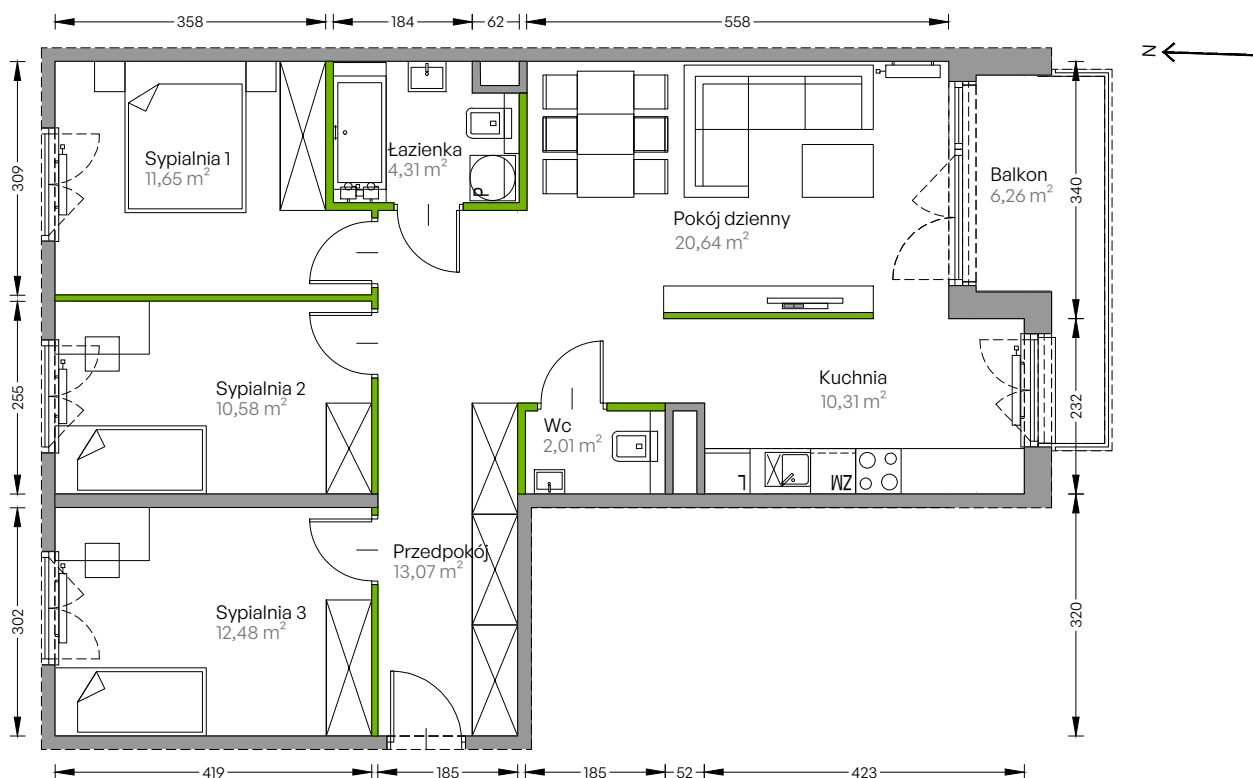 358
184
62
558
N
309
Sypialnia 1
11,65 m²
Łazienka
4,31 m²
P
Pokój dzienny
20,64 m²
Balkon
6,26 m²
340
255
Sypialnia 2
10,58 m²
Wc
2,01 m²
Kuchnia
10,31 m²
232
L
ZM
302
Sypialnia 3
12,48 m²
Przedpokój
13,07 m²
320
419
185
185
52
423